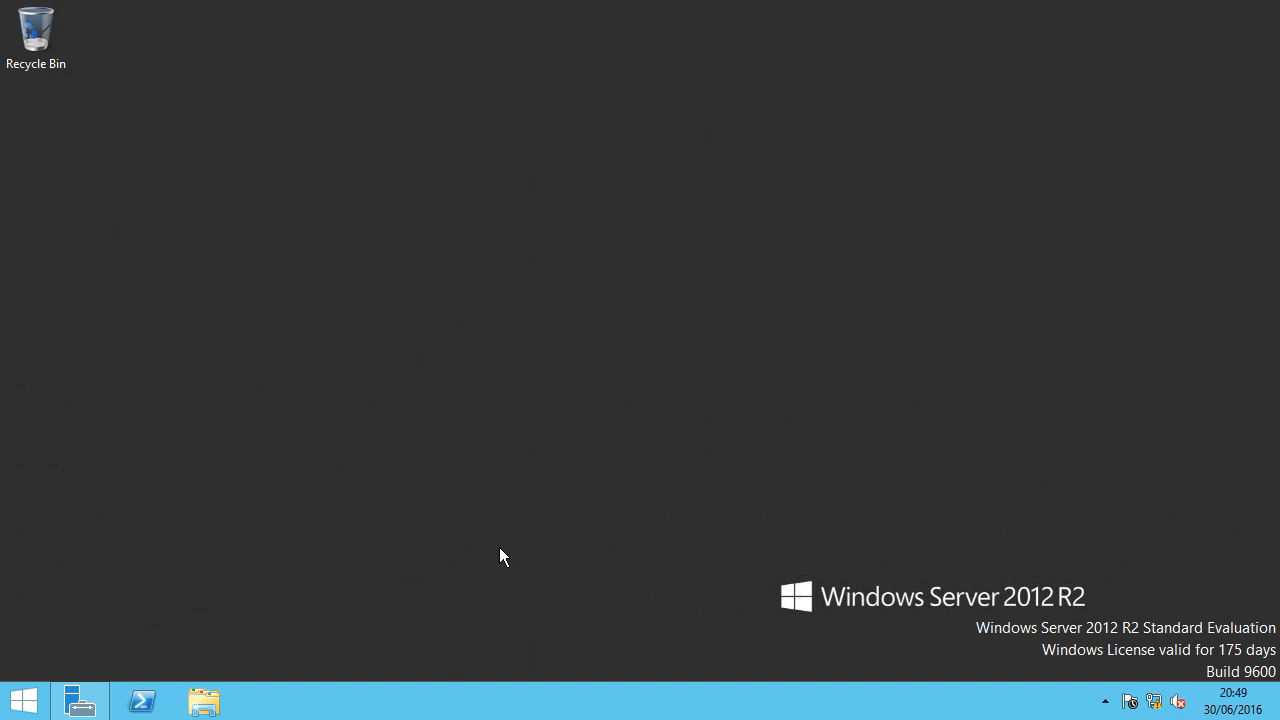 Recycle Bin
Windows Server 2012 R2
Windows Server 2012 R2 Standard Evaluation
Windows License valid for 175 days
Build 9600
20:49
30/06/2016